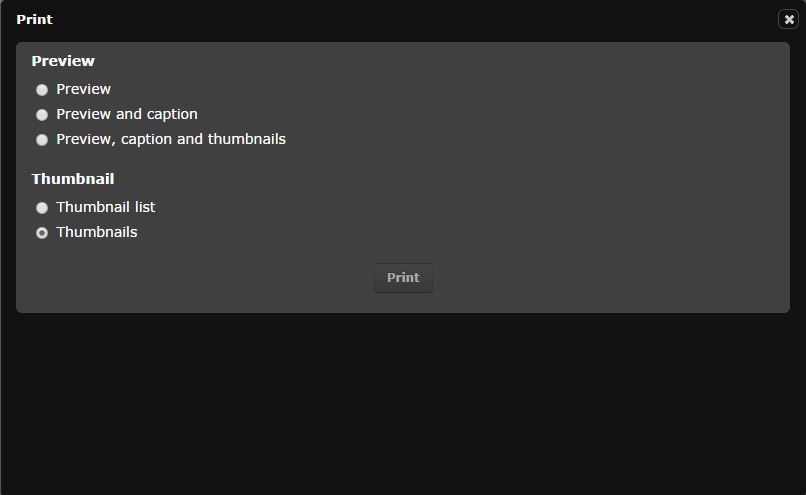 Print
Preview
Preview
Preview and caption
Preview, caption and thumbnails
Thumbnail
Thumbnail list
Thumbnails
Print